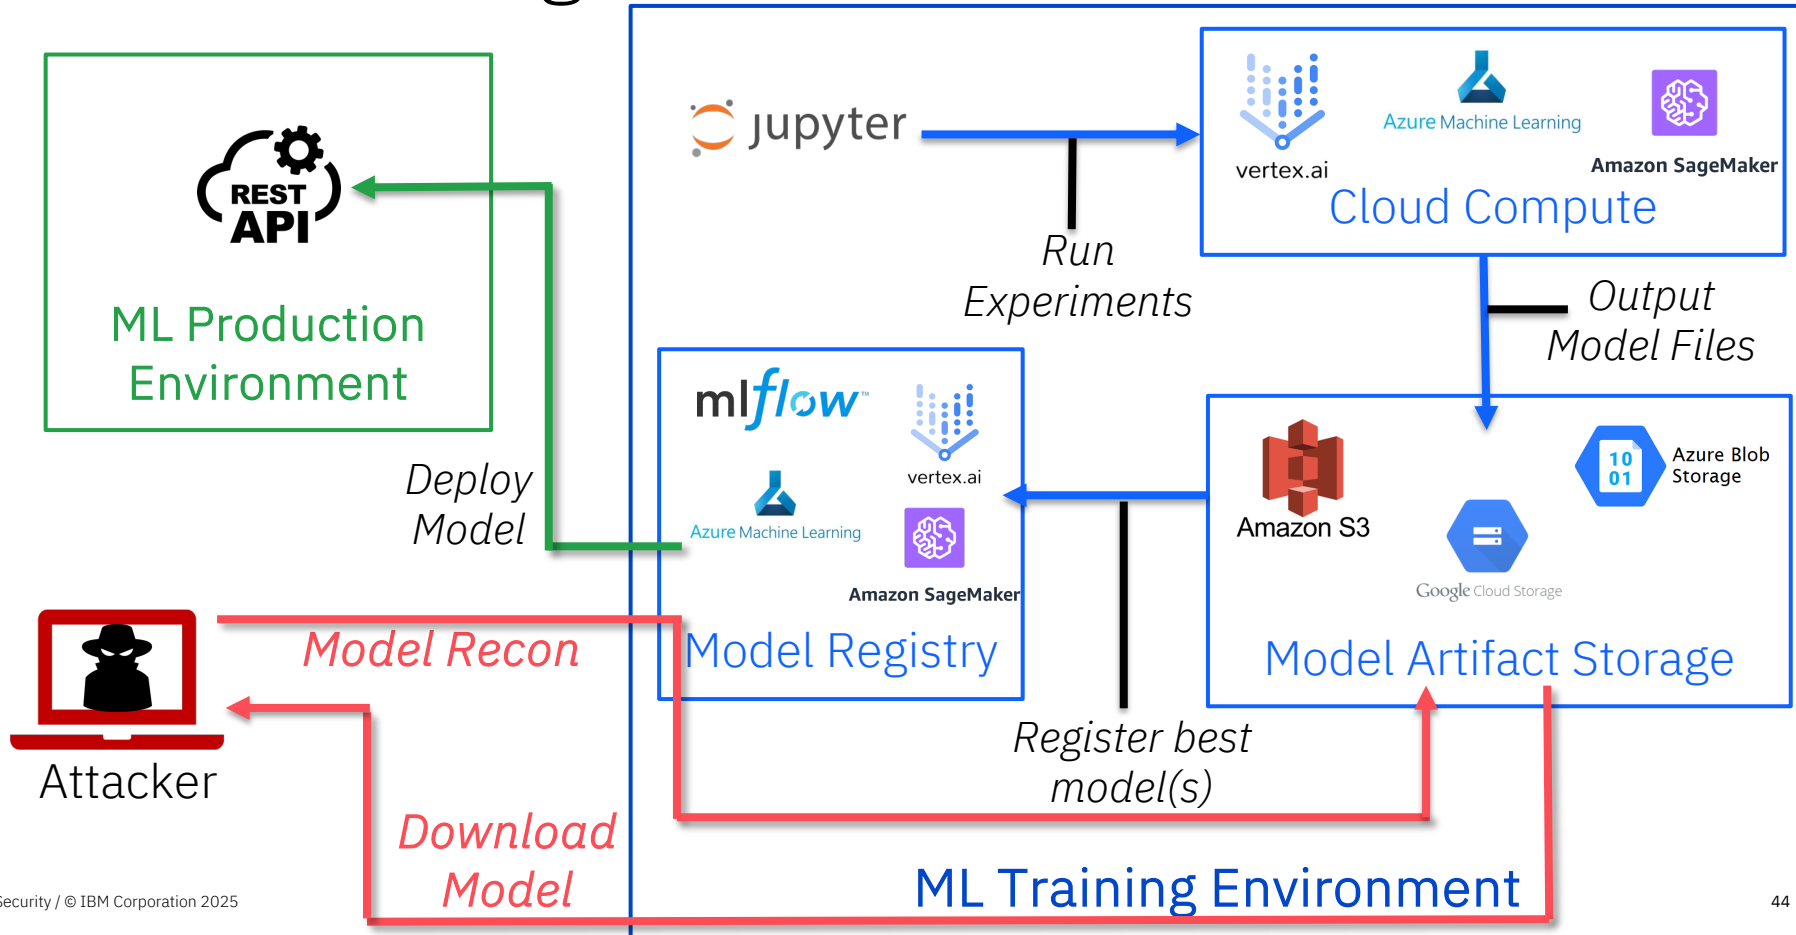 REST
API
ML Production
Environment
jupyter
Run
Experiments
vertex.ai
Azure Machine Learning
Amazon SageMaker
Cloud Compute
Output
Model Files
mlflow™
vertex.ai
Azure Machine Learning
Amazon SageMaker
Model Registry
Deploy
Model
Amazon S3
10
01
Azure Blob
Storage
Google Cloud Storage
Model Artifact Storage
Register best
model(s)
Attacker
Model Recon
Download
Model
ML Training Environment
Security / © IBM Corporation 2025
44